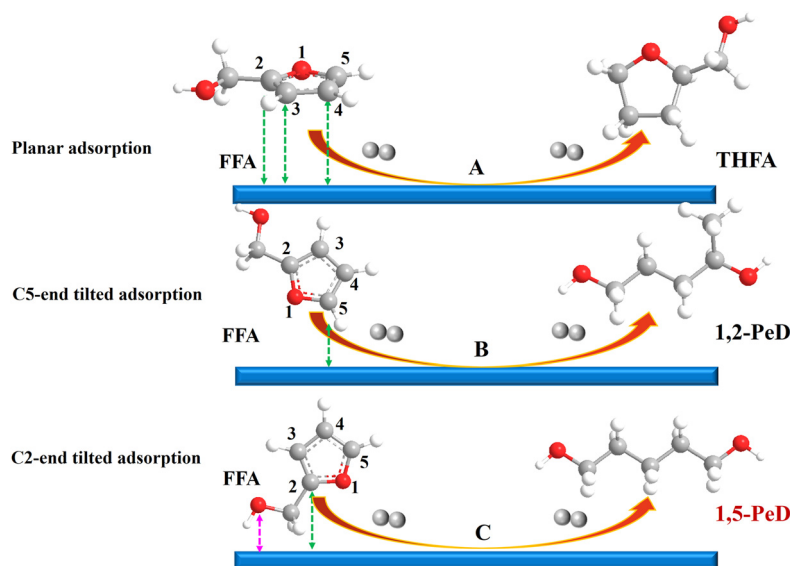 1
2
5
3
4
Planar adsorption
FFA
A
THFA
2
3
4
1
5
C5-end tilted adsorption
FFA
B
1,2-PeD
4
3
5
C2-end tilted adsorption
FFA
2
1
C
1,5-PeD